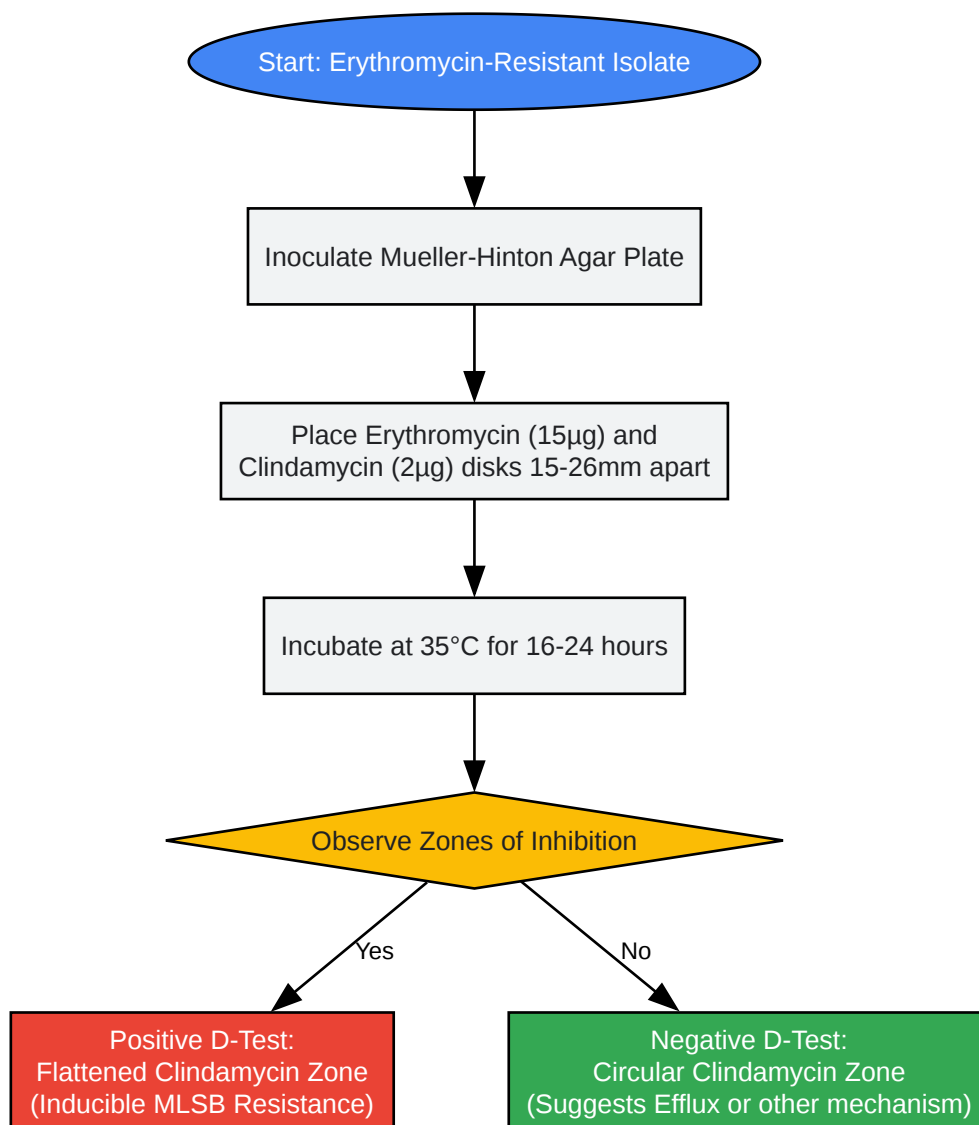 Start: Erythromycin-Resistant Isolate
Inoculate Mueller-Hinton Agar Plate
Place Erythromycin (15µg) and
Clindamycin (2µg) disks 15-26mm apart
Incubate at 35°C for 16-24 hours
Observe Zones of Inhibition
Yes
No
Positive D-Test:
Flattened Clindamycin Zone
(Inducible MLSB Resistance)
Negative D-Test:
Circular Clindamycin Zone
(Suggests Efflux or other mechanism)